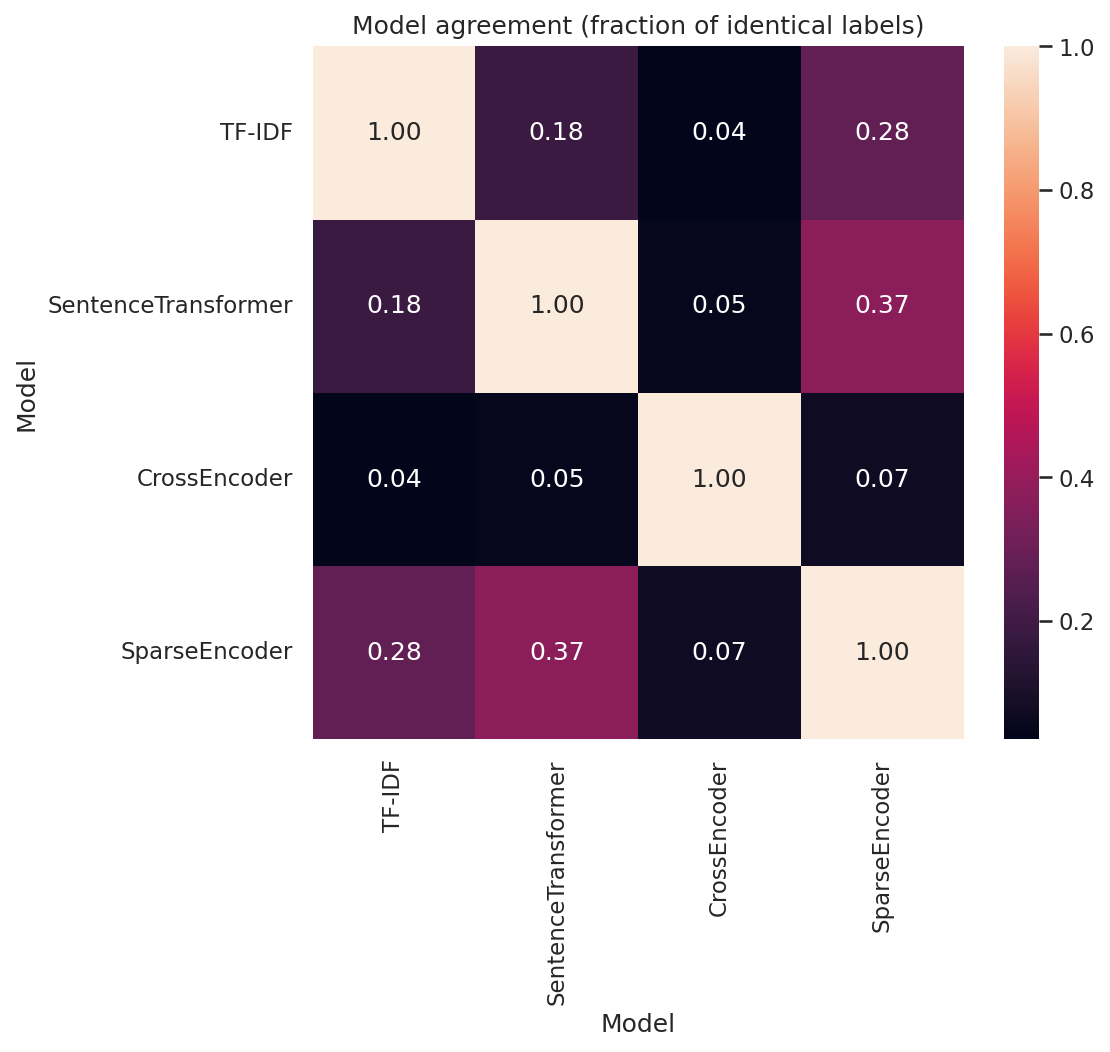 Model agreement (fraction of identical labels)
Model
TF-IDF
SentenceTransformer
CrossEncoder
SparseEncoder
1.00 0.18 0.04 0.28
0.18 1.00 0.05 0.37
0.04 0.05 1.00 0.07
0.28 0.37 0.07 1.00
TF-IDF
SentenceTransformer
CrossEncoder
SparseEncoder
Model
1.0
0.8
0.6
0.4
0.2